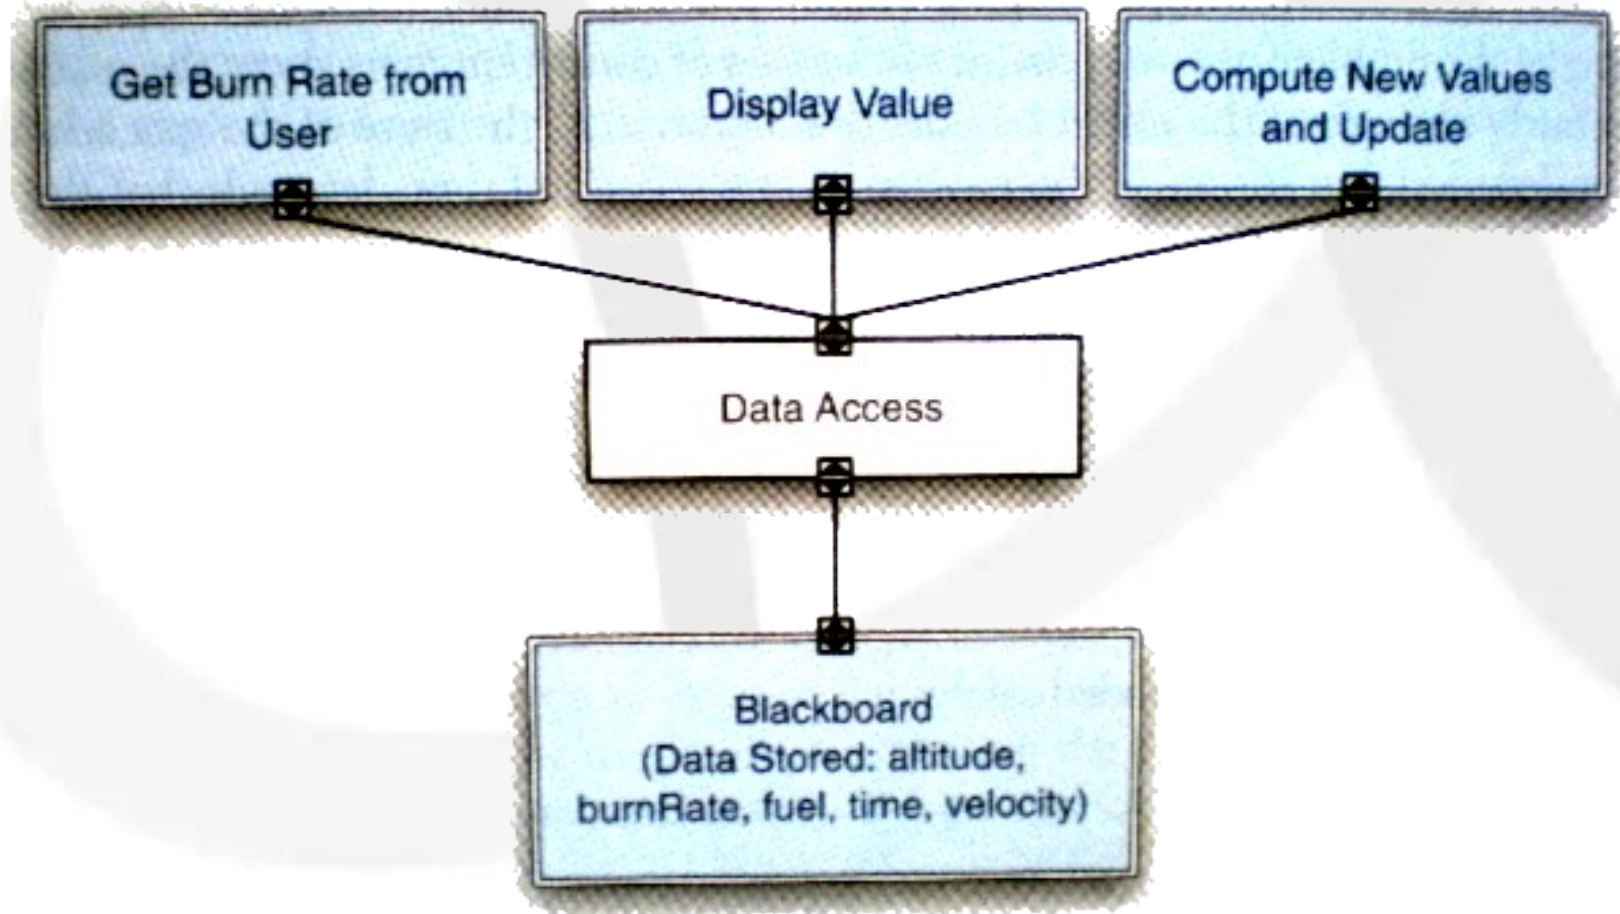 Get Burn Rate from
User
Display Value
Compute New Values
and Update
Data Access
Blackboard
(Data Stored: altitude,
burnRate, fuel, time, velocity)